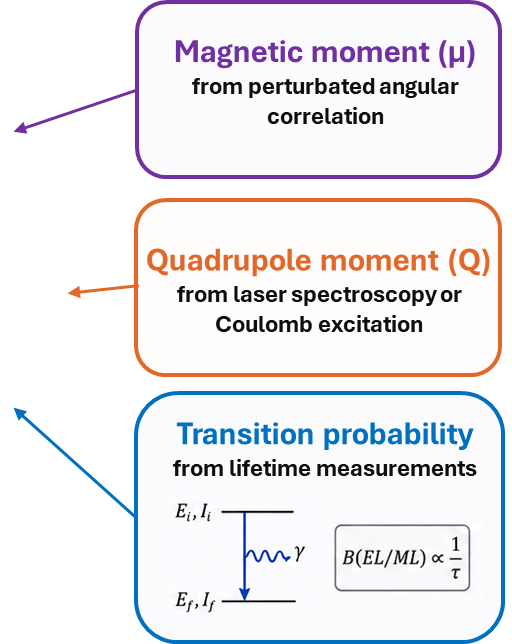 Magnetic moment (μ)
from perturbated angular
correlation
Quadrupole moment (Q)
from laser spectroscopy or
Coulomb excitation
Transition probability
from lifetime measurements
E_i, I_i
γ
B(EL/ML) ∝ 1/τ
E_f, I_f